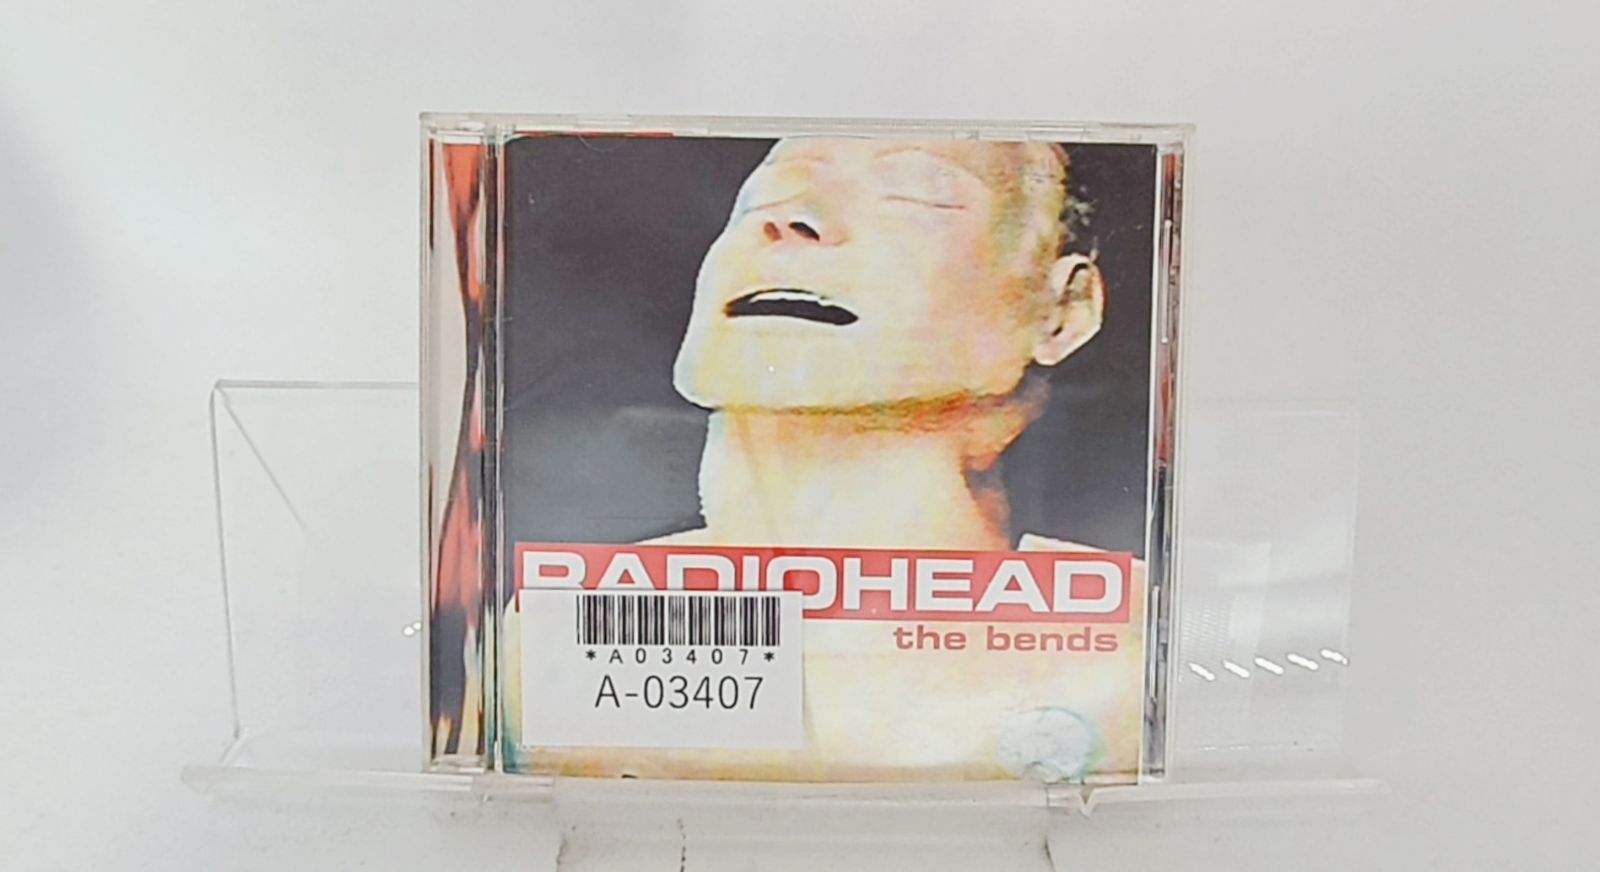 RADIOHEAD
the bends
*A03407*
A-03407